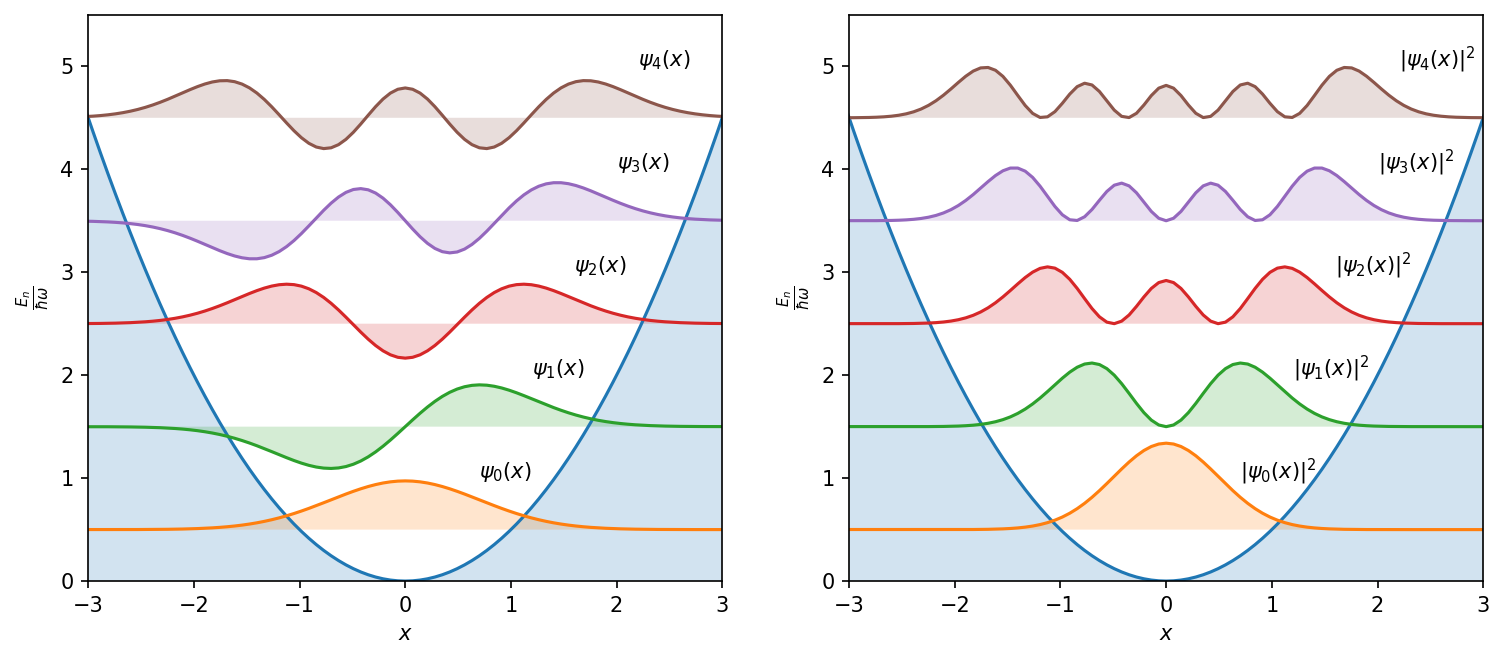 5
4
3
2
1
0
E_n/ħω
ψ₄(x)
ψ₃(x)
ψ₂(x)
ψ₁(x)
ψ₀(x)
−3 −2 −1 0 1 2 3
x
5
4
3
2
1
0
E_n/ħω
|ψ₄(x)|²
|ψ₃(x)|²
|ψ₂(x)|²
|ψ₁(x)|²
|ψ₀(x)|²
−3 −2 −1 0 1 2 3
x